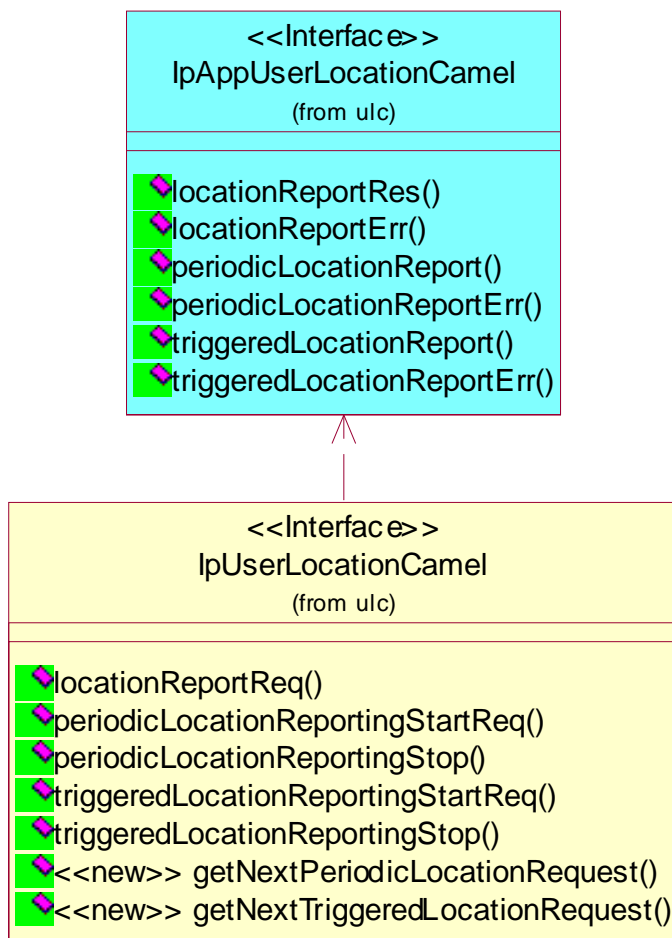 <<Interface>>
IpAppUserLocationCamel
(from ulc)
locationReportRes()
locationReportErr()
periodicLocationReport()
periodicLocationReportErr()
triggeredLocationReport()
triggeredLocationReportErr()
<<Interface>>
IpUserLocationCamel
(from ulc)
locationReportReq()
periodicLocationReportingStartReq()
periodicLocationReportingStop()
triggeredLocationReportingStartReq()
triggeredLocationReportingStop()
<<new>> getNextPeriodicLocationRequest()
<<new>> getNextTriggeredLocationRequest()